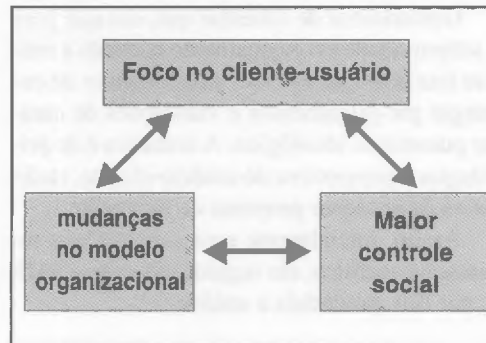 Foco no cliente-usuário
mudanças
no modelo
organizacional
Maior
controle
social